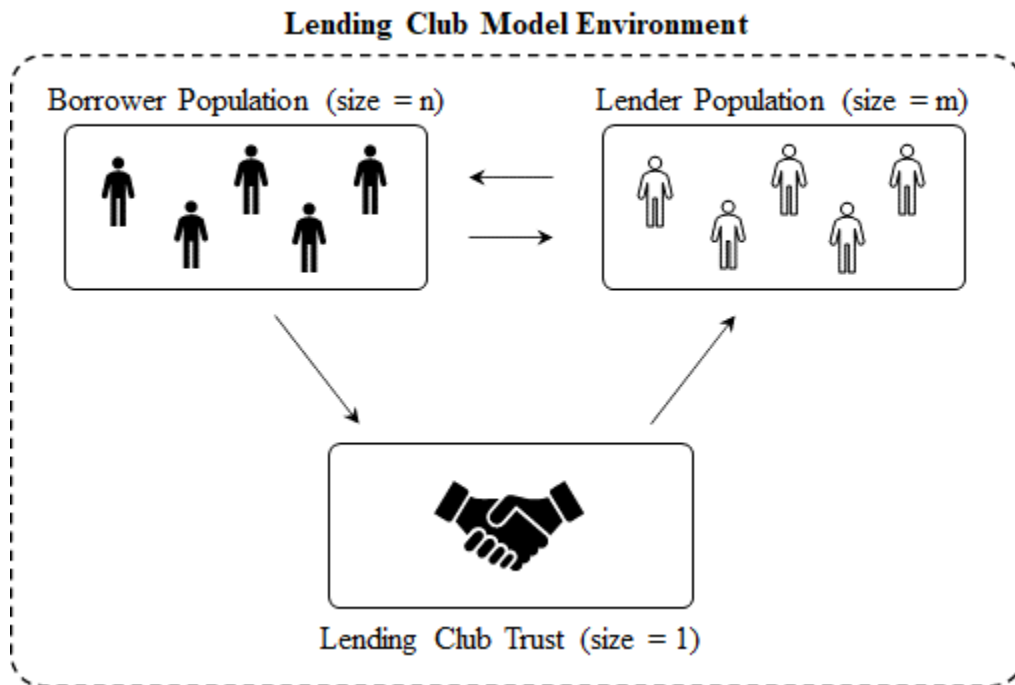 Lending Club Model Environment
Borrower Population (size = n)
Lender Population (size = m)
Lending Club Trust (size = 1)